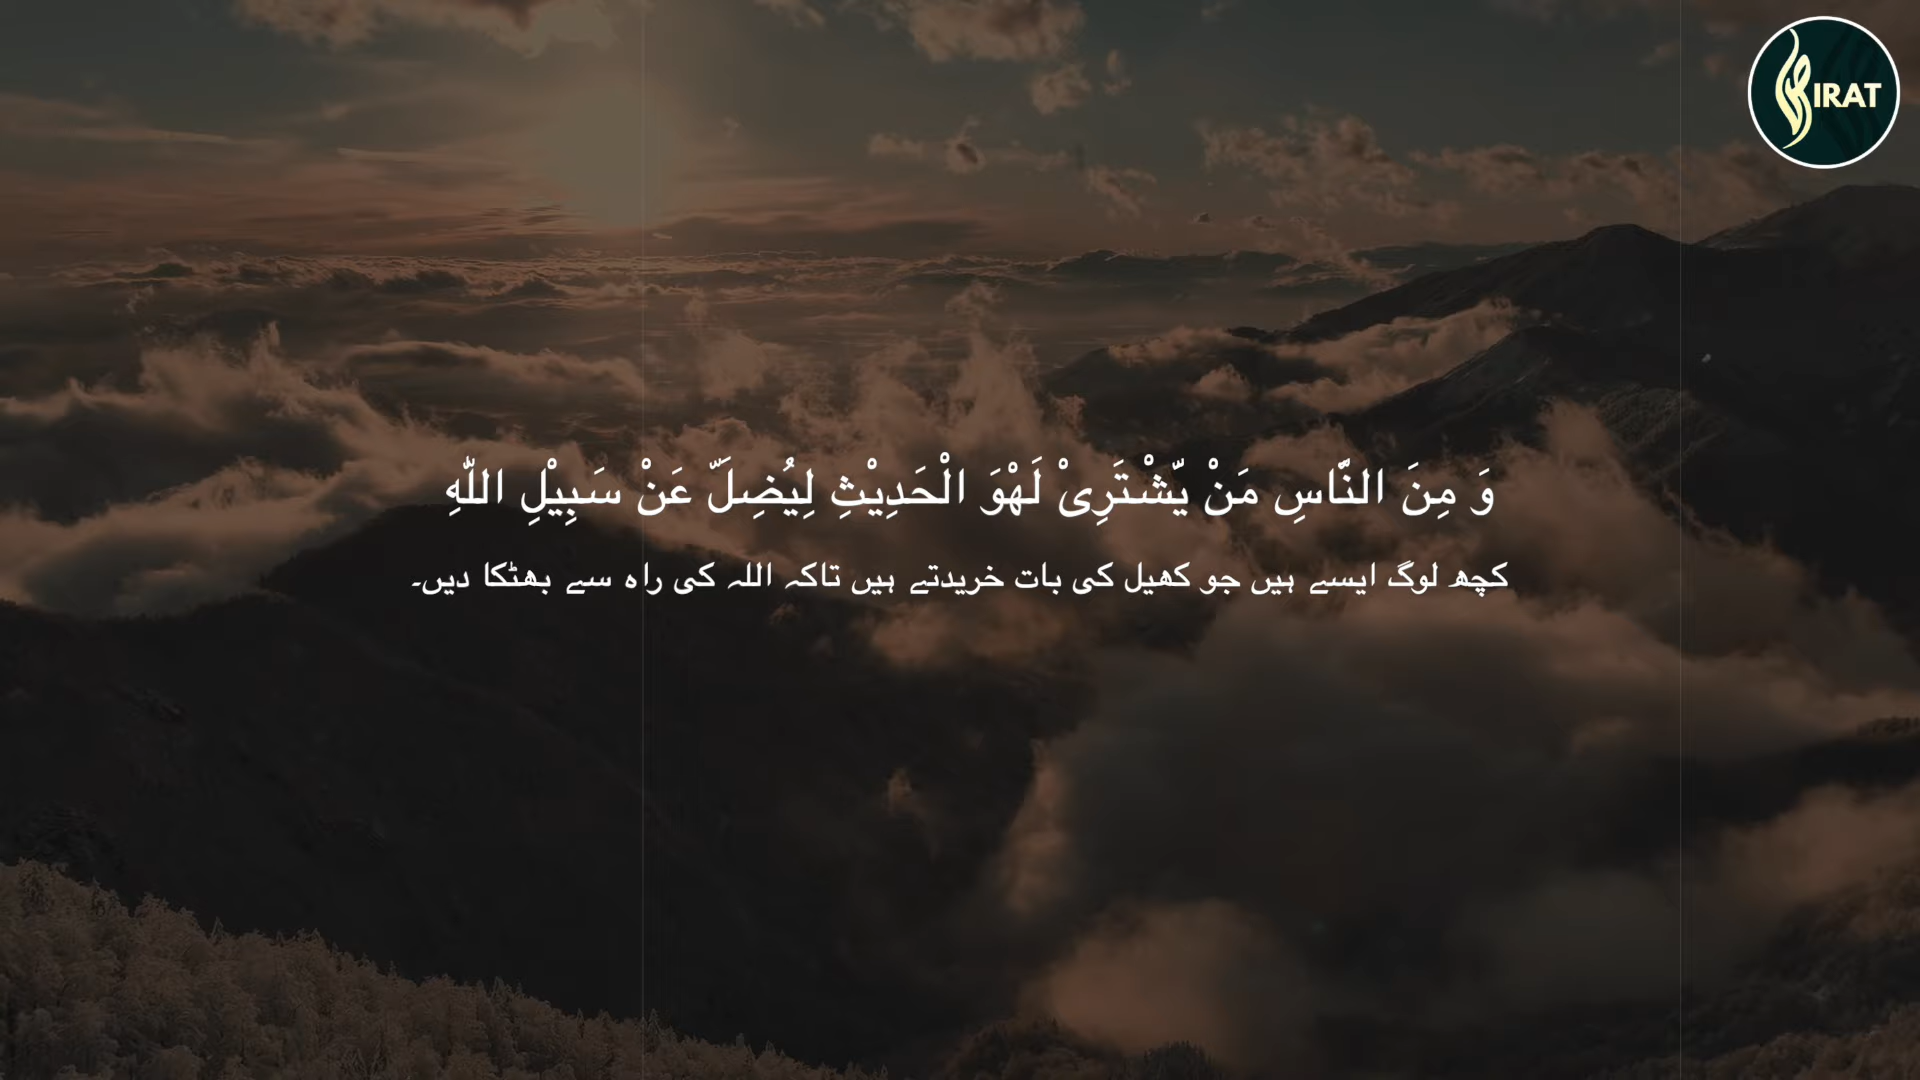 IRAT
وَ مِنَ النَّاسِ مَنْ یَّشْتَرِیْ لَهْوَ الْحَدِیْثِ لِیُضِلَّ عَنْ سَبِیْلِ اللّٰهِ
کچھ لوگ ایسے ہیں جو کھیل کی بات خریدتے ہیں تاکہ اللہ کی راہ سے بھٹکا دیں۔